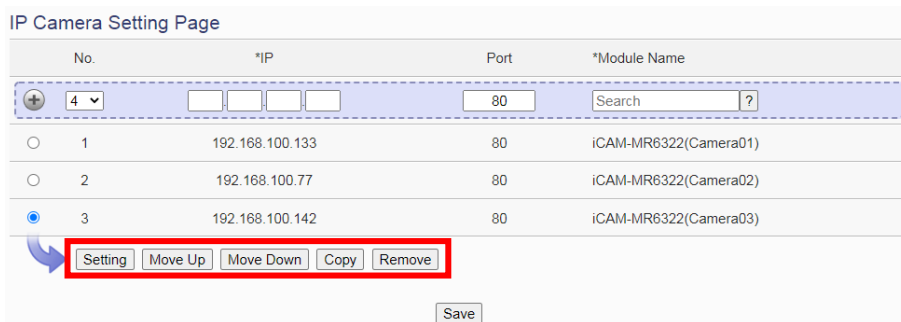 IP Camera Setting Page
No. *IP Port *Module Name
4 . . . 80 Search ?
1 192.168.100.133 80 iCAM-MR6322(Camera01)
2 192.168.100.77 80 iCAM-MR6322(Camera02)
3 192.168.100.142 80 iCAM-MR6322(Camera03)
Setting Move Up Move Down Copy Remove
Save